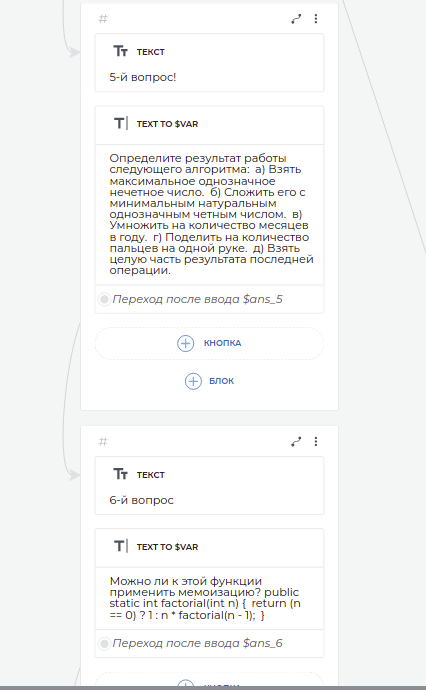 #
Tт ТЕКСТ
5-й вопрос!
T| TEXT TO $VAR
Определите результат работы
следующего алгоритма:  а) Взять
максимальное однозначное
нечетное число.  б) Сложить его с
минимальным натуральным
однозначным четным числом.  в)
Умножить на количество месяцев
в году.  г) Поделить на количество
пальцев на одной руке.  д) Взять
целую часть результата последней
операции.
Переход после ввода $ans_5
КНОПКА
БЛОК
#
Tт ТЕКСТ
6-й вопрос
T| TEXT TO $VAR
Можно ли к этой функции
применить мемоизацию? public
static int factorial(int n) {  return (n
== 0) ? 1 : n * factorial(n - 1);  }
Переход после ввода $ans_6
КНОПКА